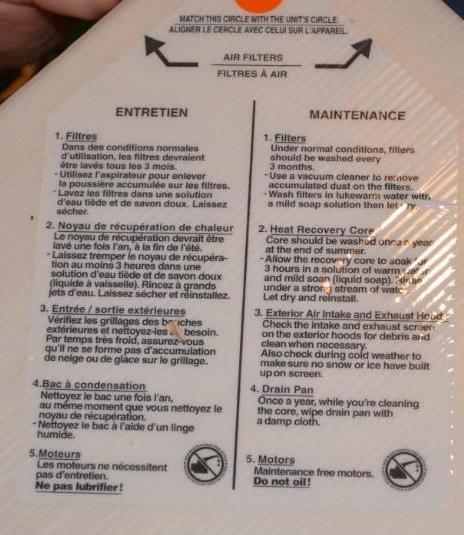 MATCH THIS CIRCLE WITH THE UNIT'S CIRCLE.
ALIGNER LE CERCLE AVEC CELUI SUR L'APPAREIL.
AIR FILTERS
FILTRES À AIR
ENTRETIEN
1. Filtres
Dans des conditions normales
d'utilisation, les filtres devraient
être lavés tous les 3 mois.
- Utilisez l'aspirateur pour enlever
la poussière accumulée sur les filtres.
- Lavez les filtres dans une solution
d'eau tiède et de savon doux. Laissez
sécher.
2. Noyau de récupération de chaleur
Le noyau de récupération devrait être
lavé une fois l'an, à la fin de l'été.
- Laissez tremper le noyau de récupéra-
tion au moins 3 heures dans une
solution d'eau tiède et de savon doux
(liquide à vaisselle). Rincez à grands
jets d'eau. Laissez sécher et réinstallez.
3. Entrée / sortie extérieures
Vérifiez les grillages des bouches
extérieures et nettoyez-les besoin.
Par temps très froid, assurez-vous
qu'il ne se forme pas d'accumulation
de neige ou de glace sur le grillage.
4.Bac à condensation
Nettoyez le bac une fois l'an,
au même moment que vous nettoyez le
noyau de récupération.
- Nettoyez le bac à l'aide d'un linge
humide.
5.Moteurs
Les moteurs ne nécessitent
pas d'entretien.
Ne pas lubrifier!
MAINTENANCE
1. Filters
Under normal conditions, filters
should be washed every
3 months.
- Use a vacuum cleaner to remove
accumulated dust on the filters.
- Wash filters in lukewarm water with
a mild soap solution then let dry.
2. Heat Recovery Core
Core should be washed once a year
at the end of summer.
- Allow the recovery core to soak for
3 hours in a solution of warm water
and mild soap (liquid soap). Rinse
under a strong stream of water.
Let dry and reinstall.
3. Exterior Air Intake and Exhaust Hood
Check the intake and exhaust screen
on the exterior hoods for debris and
clean when necessary.
Also check during cold weather to
make sure no snow or ice have built
up on screen.
4. Drain Pan
Once a year, while you're cleaning
the core, wipe drain pan with
a damp cloth.
5. Motors
Maintenance free motors.
Do not oil!